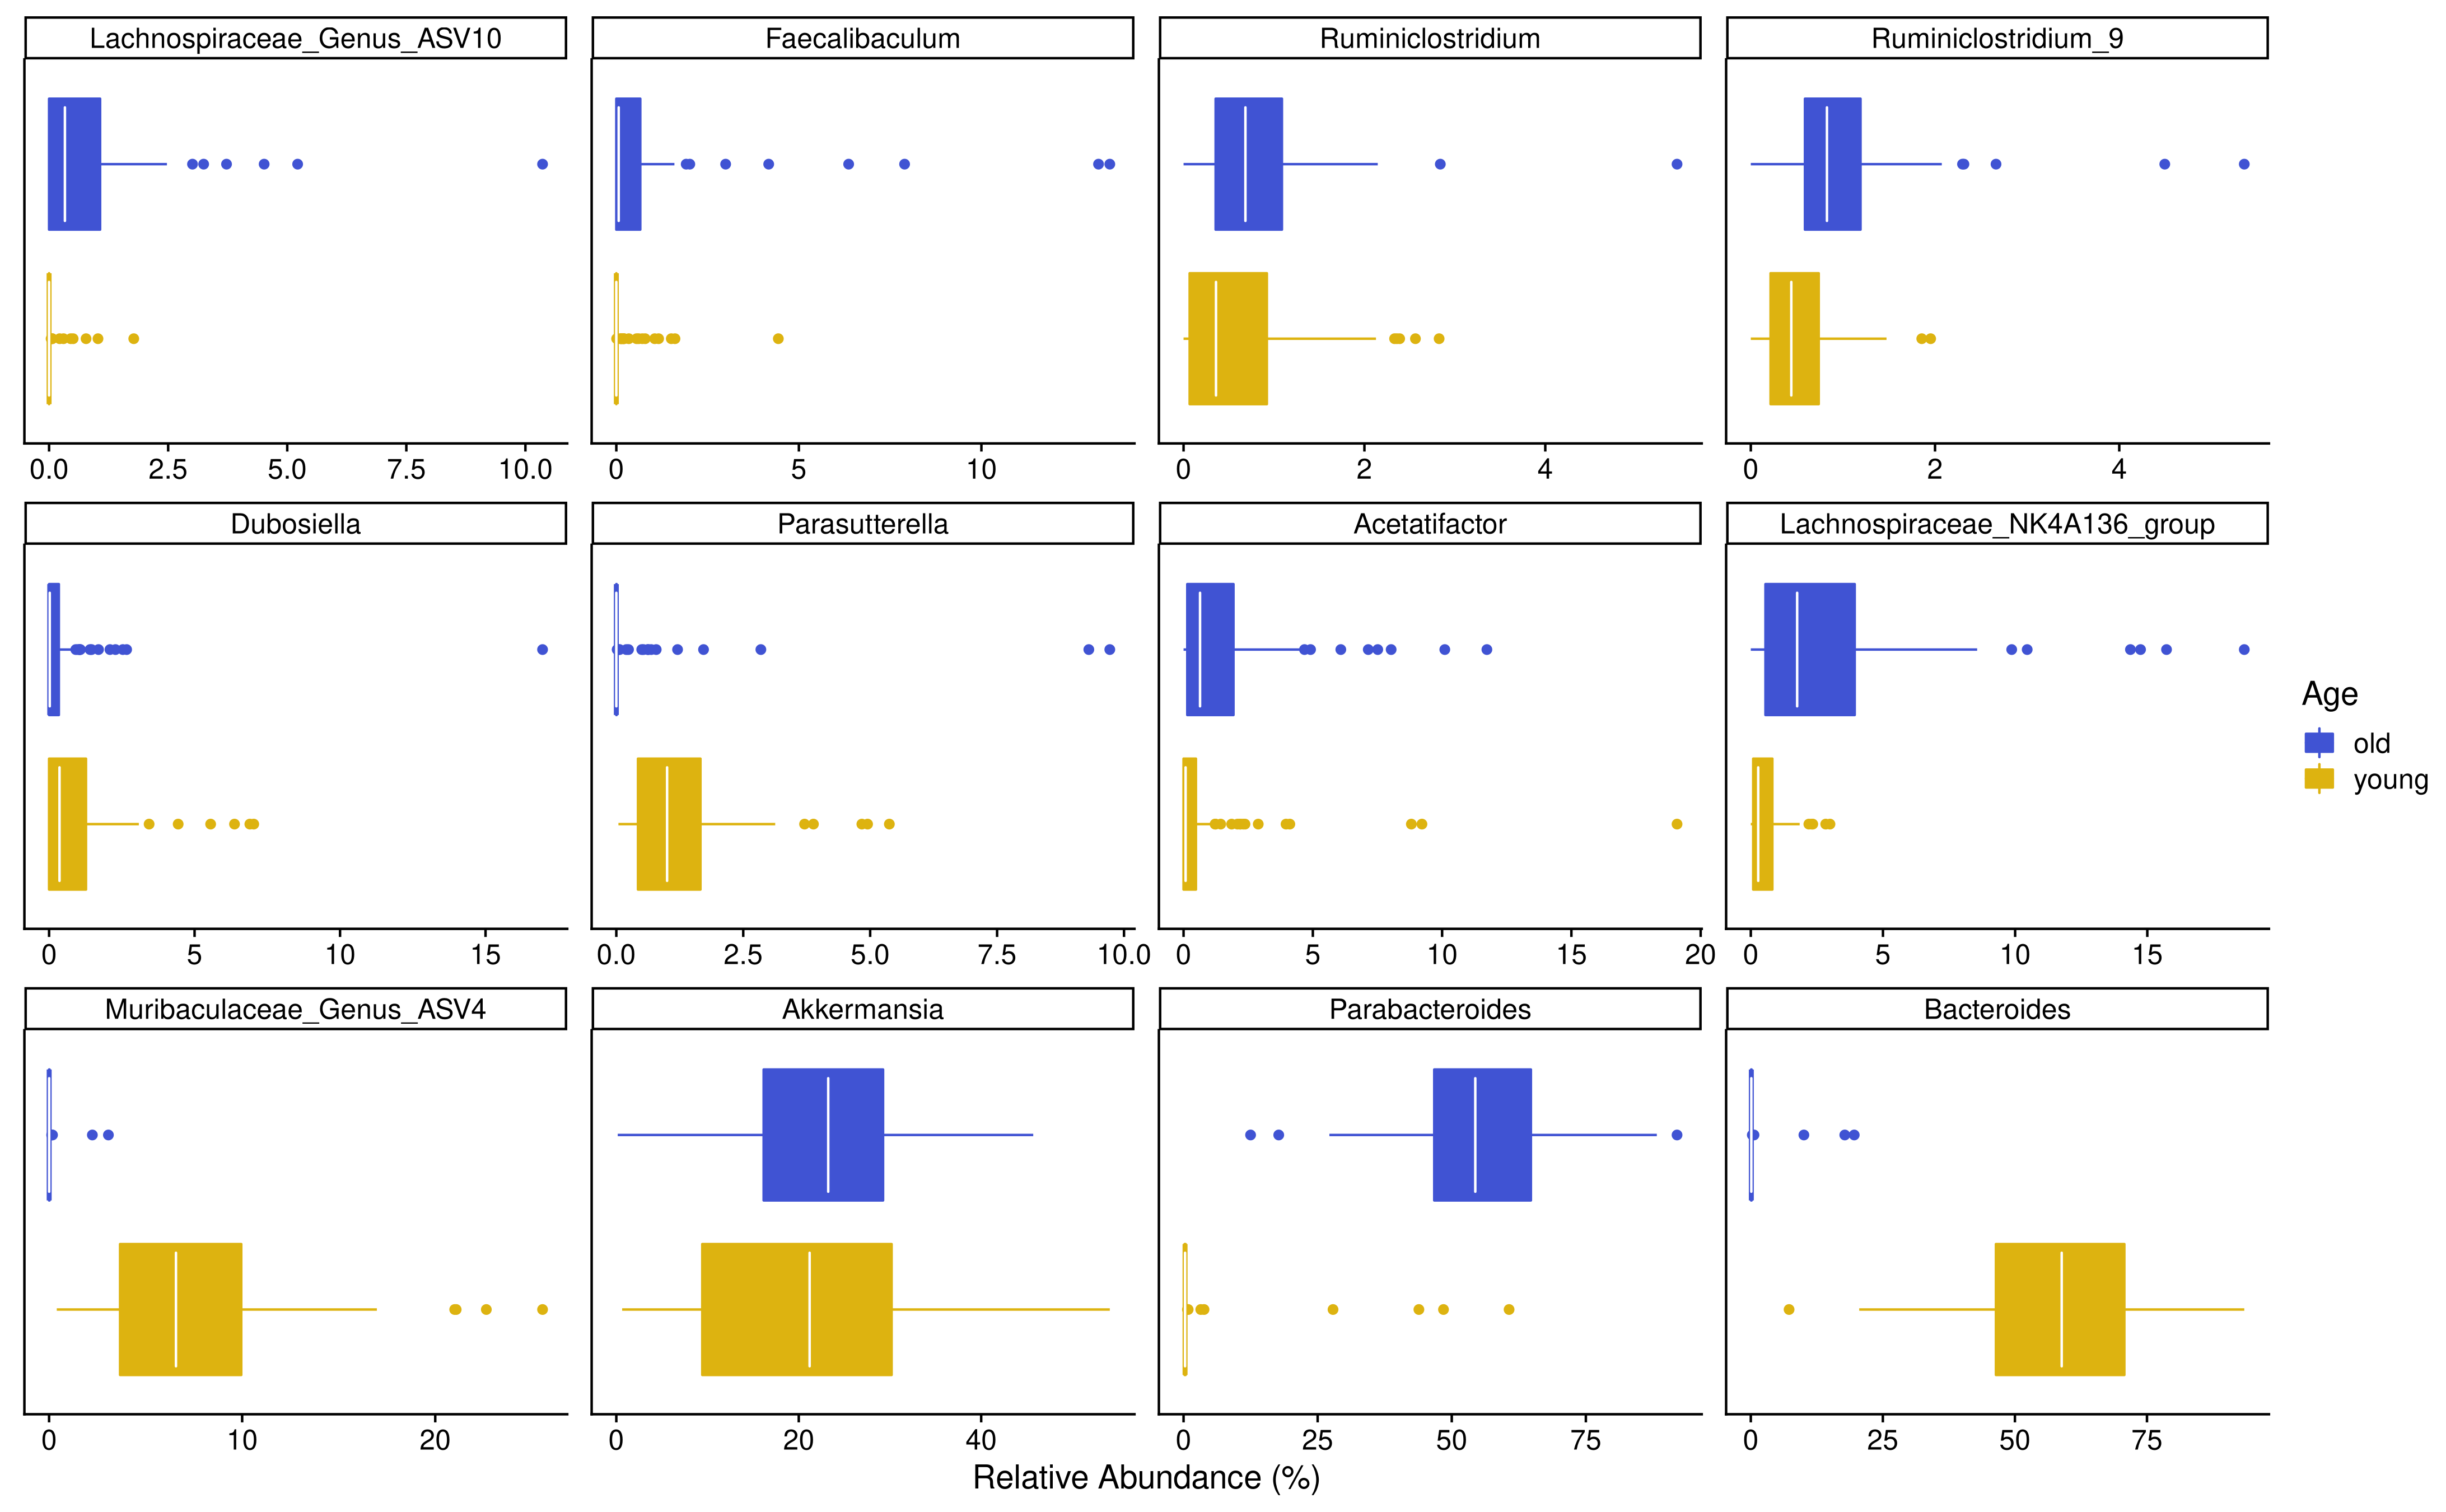 Lachnospiraceae_Genus_ASV10 Faecalibaculum Ruminiclostridium Ruminiclostridium_9
0.0 2.5 5.0 7.5 10.0 0 5 10 0 2 4 0 2 4
Dubosiella Parasutterella Acetatifactor Lachnospiraceae_NK4A136_group
Age
old
young
0 5 10 15 0.0 2.5 5.0 7.5 10.0 0 5 10 15 20 0 5 10 15
Muribaculaceae_Genus_ASV4 Akkermansia Parabacteroides Bacteroides
0 10 20 0 20 40 0 25 50 75 0 25 50 75
Relative Abundance (%)